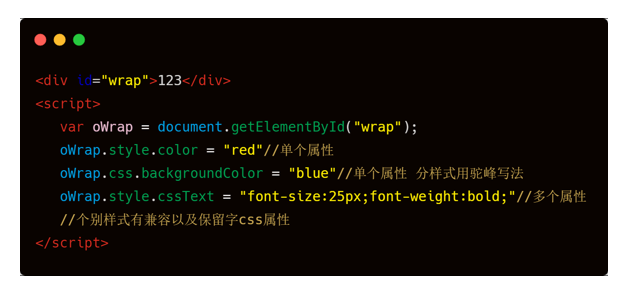 <div id="wrap">123</div>
<script>
var oWrap = document.getElementById("wrap");
oWrap.style.color = "red"//单个属性
oWrap.css.backgroundColor = "blue"//单个属性 分样式用驼峰写法
oWrap.style.cssText = "font-size:25px;font-weight:bold;"//多个属性
//个别样式有兼容以及保留字css属性
</script>